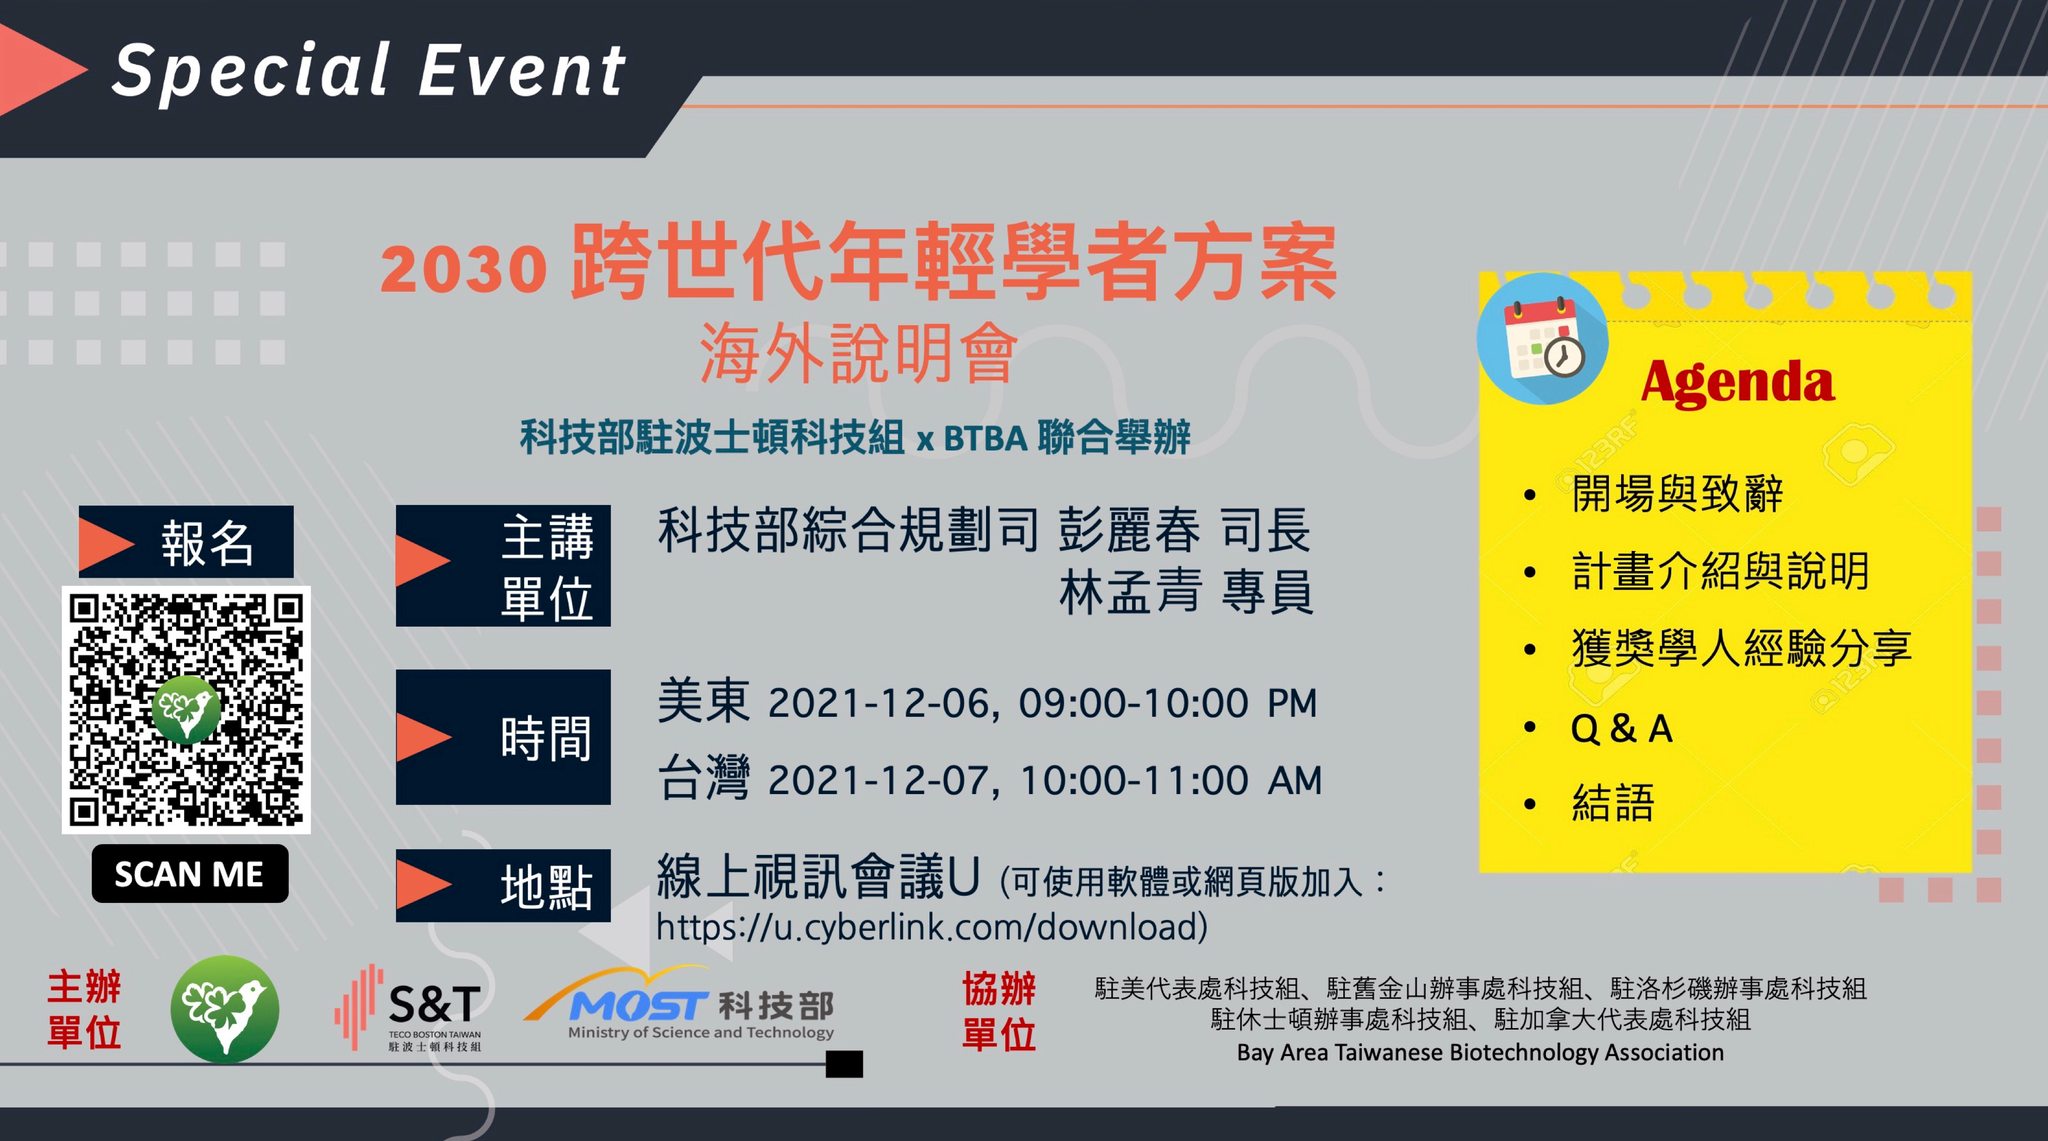 Special Event
2030 跨世代年輕學者方案
海外說明會
科技部駐波士頓科技組 x BTBA 聯合舉辦
報名
SCAN ME
主講
單位
科技部綜合規劃司 彭麗春 司長
林孟青 專員
時間
美東 2021-12-06, 09:00-10:00 PM
台灣 2021-12-07, 10:00-11:00 AM
地點
線上視訊會議U (可使用軟體或網頁版加入：
https://u.cyberlink.com/download)
Agenda
• 開場與致辭
• 計畫介紹與說明
• 獲獎學人經驗分享
• Q & A
• 結語
123RF
123RF
123RF
主辦
單位
S&T
TECO BOSTON TAIWAN
駐波士頓科技組
MOST 科技部
Ministry of Science and Technology
協辦
單位
駐美代表處科技組、駐舊金山辦事處科技組、駐洛杉磯辦事處科技組
駐休士頓辦事處科技組、駐加拿大代表處科技組
Bay Area Taiwanese Biotechnology Association